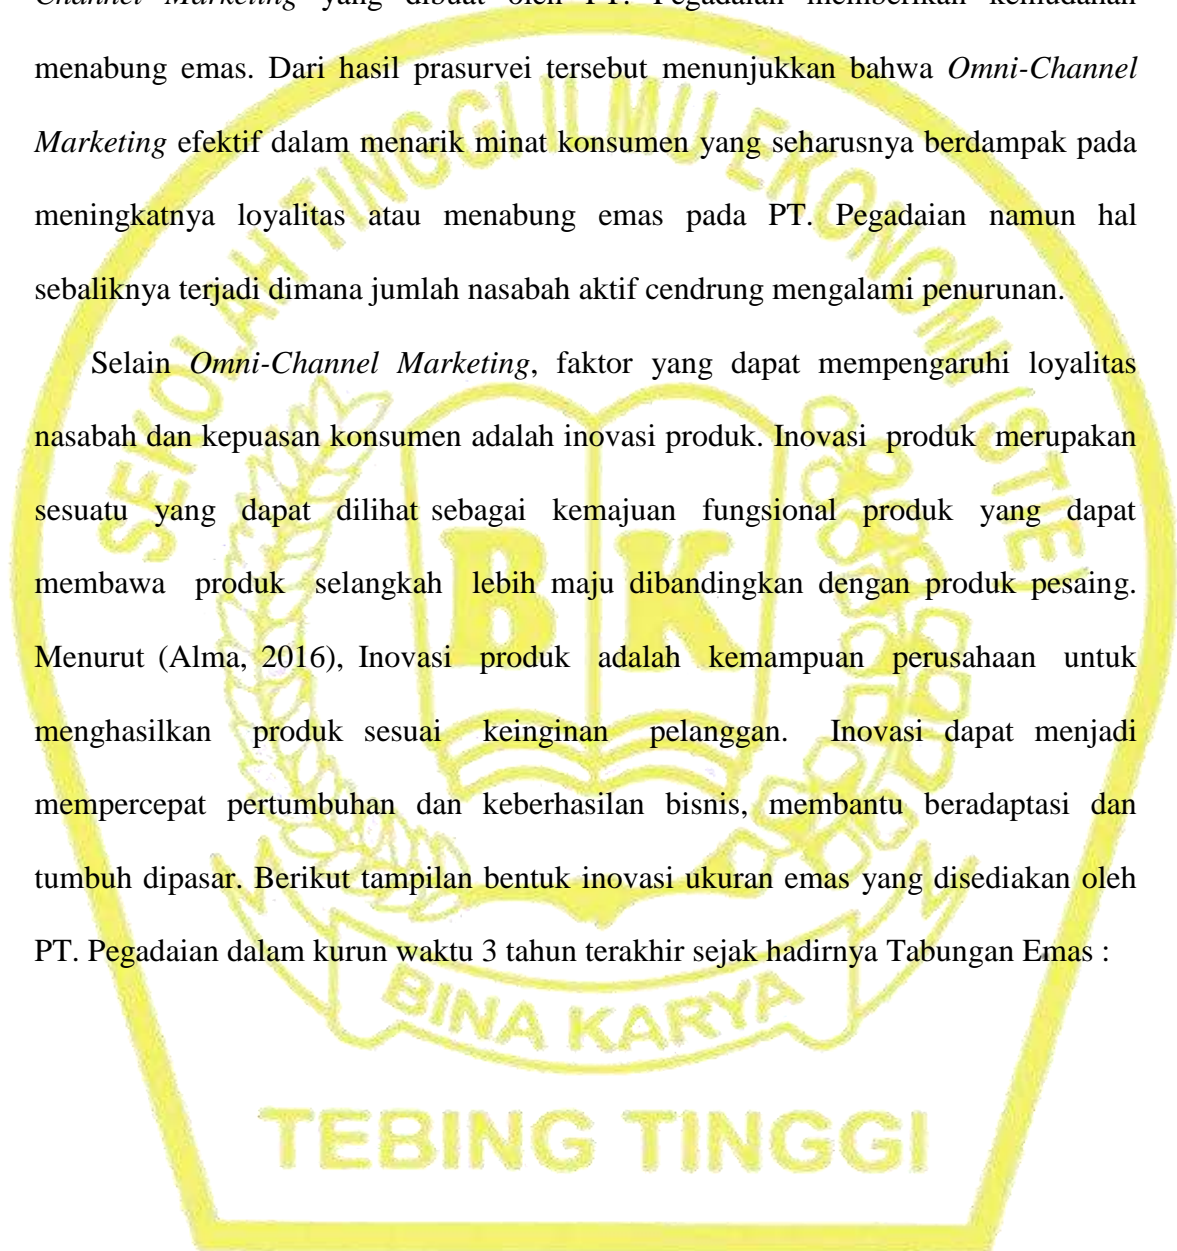 Channel Marketing yang dibuat oleh PT. Pegadaian memberikan kemudahan
menabung emas. Dari hasil prasurvei tersebut menunjukkan bahwa Omni-Channel
Marketing efektif dalam menarik minat konsumen yang seharusnya berdampak pada
meningkatnya loyalitas atau menabung emas pada PT. Pegadaian namun hal
sebaliknya terjadi dimana jumlah nasabah aktif cendrung mengalami penurunan.
Selain Omni-Channel Marketing, faktor yang dapat mempengaruhi loyalitas
nasabah dan kepuasan konsumen adalah inovasi produk. Inovasi produk merupakan
sesuatu yang dapat dilihat sebagai kemajuan fungsional produk yang dapat
membawa produk selangkah lebih maju dibandingkan dengan produk pesaing.
Menurut (Alma, 2016), Inovasi produk adalah kemampuan perusahaan untuk
menghasilkan produk sesuai keinginan pelanggan. Inovasi dapat menjadi
mempercepat pertumbuhan dan keberhasilan bisnis, membantu beradaptasi dan
tumbuh dipasar. Berikut tampilan bentuk inovasi ukuran emas yang disediakan oleh
PT. Pegadaian dalam kurun waktu 3 tahun terakhir sejak hadirnya Tabungan Emas :
SEKOLAH TINGGI ILMU EKONOMI (STIE)
BK
BINA KARYA
TEBING TINGGI